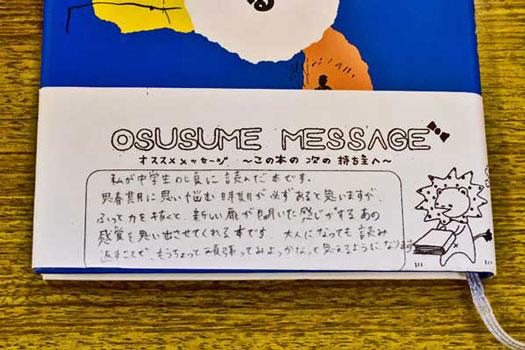 OSUSUME MESSAGE
オススメメッセージ ～この本の次の持ち主へ～
私が中学生の頃に読んだ本です。
思春期に思い悩む時期が必ずあると思いますが、
ふって力を抜くと、新しい扉が開いた感じがするあの
感覚を思い出させてくれる本です。大人になっても読み
返すことで、もうちょっと頑張ってみよっかなって思えるようになります